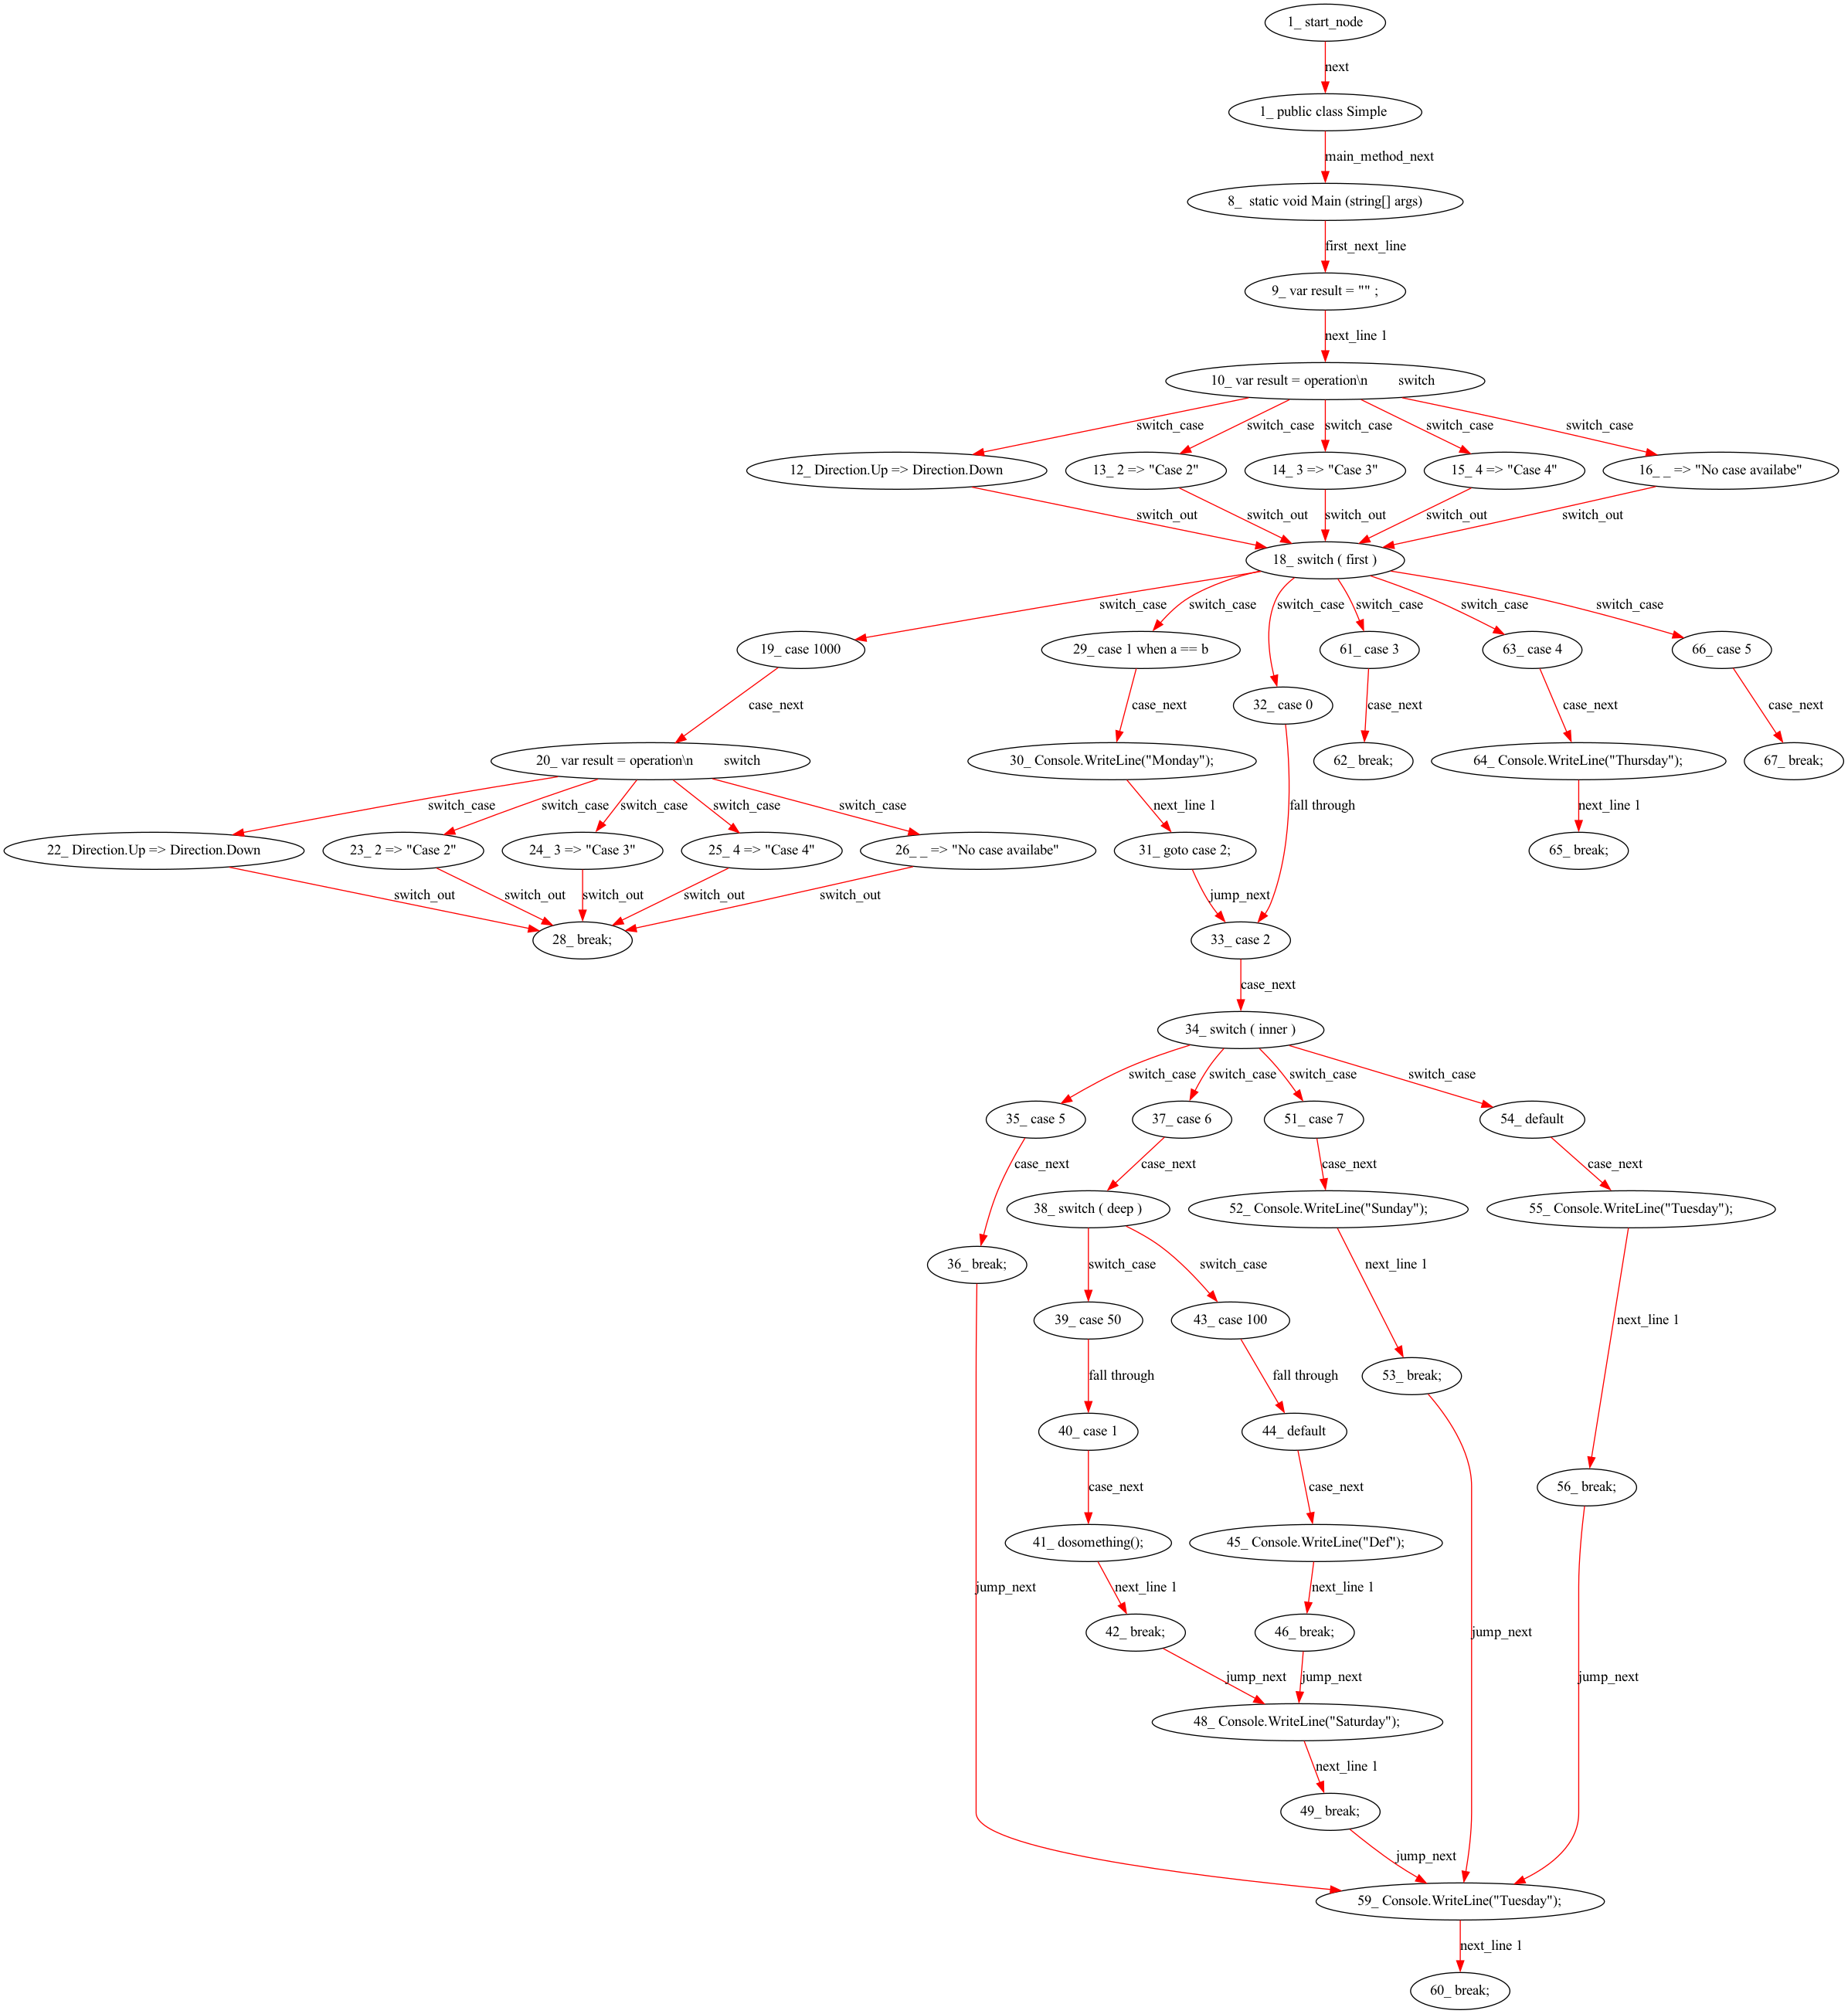 1_ start_node
next
1_ public class Simple
main_method_next
8_  static void Main (string[] args)
first_next_line
9_ var result = "" ;
next_line 1
10_ var result = operation\n        switch
switch_case switch_case switch_case switch_case switch_case
12_ Direction.Up => Direction.Down 13_ 2 => "Case 2" 14_ 3 => "Case 3" 15_ 4 => "Case 4" 16_ _ => "No case availabe"
switch_out switch_out switch_out switch_out switch_out
18_ switch ( first )
switch_case switch_case switch_case switch_case switch_case switch_case
19_ case 1000 29_ case 1 when a == b 61_ case 3 63_ case 4 66_ case 5
32_ case 0
case_next case_next case_next case_next case_next
20_ var result = operation\n        switch 30_ Console.WriteLine("Monday"); 62_ break; 64_ Console.WriteLine("Thursday"); 67_ break;
switch_case switch_case switch_case switch_case switch_case next_line 1 fall through next_line 1
22_ Direction.Up => Direction.Down 23_ 2 => "Case 2" 24_ 3 => "Case 3" 25_ 4 => "Case 4" 26_ _ => "No case availabe" 31_ goto case 2; 65_ break;
switch_out switch_out switch_out switch_out switch_out jump_next
28_ break; 33_ case 2
case_next
34_ switch ( inner )
switch_case switch_case switch_case switch_case
35_ case 5 37_ case 6 51_ case 7 54_ default
case_next case_next case_next case_next
38_ switch ( deep ) 52_ Console.WriteLine("Sunday"); 55_ Console.WriteLine("Tuesday");
36_ break; switch_case switch_case next_line 1
39_ case 50 43_ case 100 next_line 1
fall through fall through 53_ break;
40_ case 1 44_ default
case_next case_next 56_ break;
41_ dosomething(); 45_ Console.WriteLine("Def");
jump_next next_line 1 next_line 1
42_ break; 46_ break; jump_next
jump_next jump_next jump_next
48_ Console.WriteLine("Saturday");
next_line 1
49_ break;
jump_next
59_ Console.WriteLine("Tuesday");
next_line 1
60_ break;